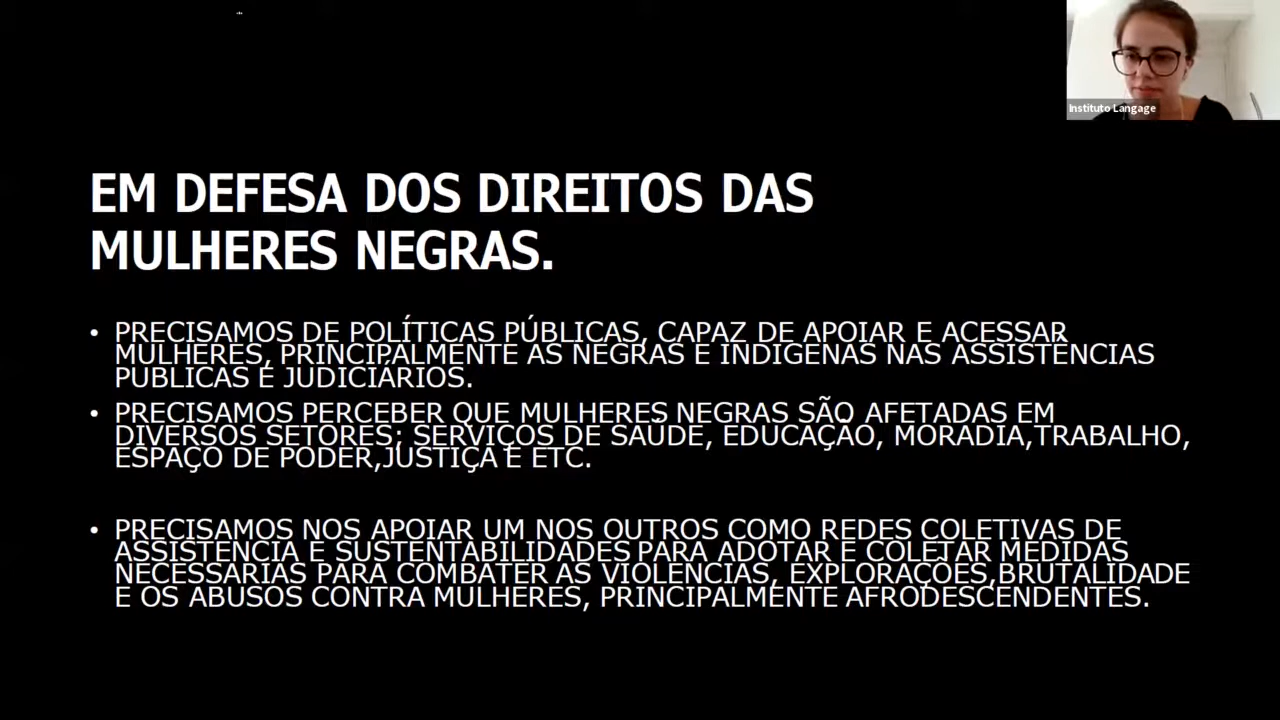 Instituto Langage
EM DEFESA DOS DIREITOS DAS
MULHERES NEGRAS.
• PRECISAMOS DE POLÍTICAS PÚBLICAS, CAPAZ DE APOIAR E ACESSAR
MULHERES, PRINCIPALMENTE AS NEGRAS E INDIGENAS NAS ASSISTÊNCIAS
PUBLICAS E JUDICIÁRIOS.
• PRECISAMOS PERCEBER QUE MULHERES NEGRAS SÃO AFETADAS EM
DIVERSOS SETORES; SERVIÇOS DE SAÚDE, EDUCAÇÃO, MORADIA,TRABALHO,
ESPAÇO DE PODER,JUSTIÇA E ETC.
• PRECISAMOS NOS APOIAR UM NOS OUTROS COMO REDES COLETIVAS DE
ASSISTÊNCIA E SUSTENTABILIDADES PARA ADOTAR E COLETAR MEDIDAS
NECESSÁRIAS PARA COMBATER AS VIOLÊNCIAS, EXPLORAÇÕES,BRUTALIDADE
E OS ABUSOS CONTRA MULHERES, PRINCIPALMENTE AFRODESCENDENTES.